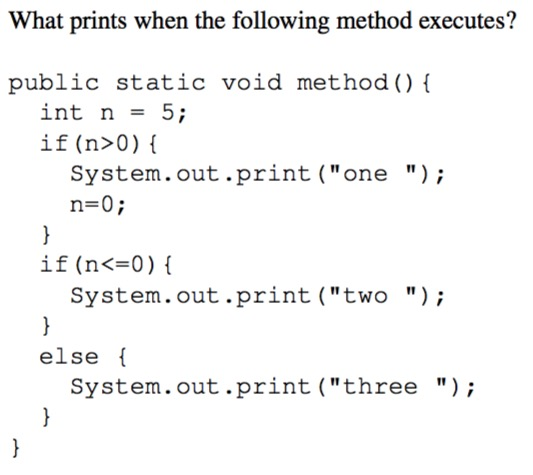 What prints when the following method executes?
public static void method(){
int n = 5;
if(n>0){
System.out.print("one ");
n=0;
}
if(n<=0){
System.out.print("two ");
}
else {
System.out.print("three ");
}
}